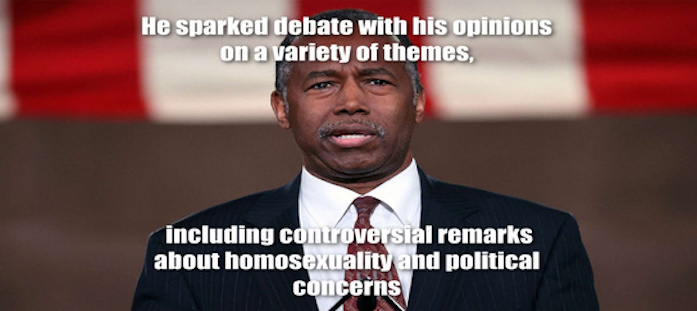 He sparked debate with his opinions
on a variety of themes,
including controversial remarks
about homosexuality and political
concerns